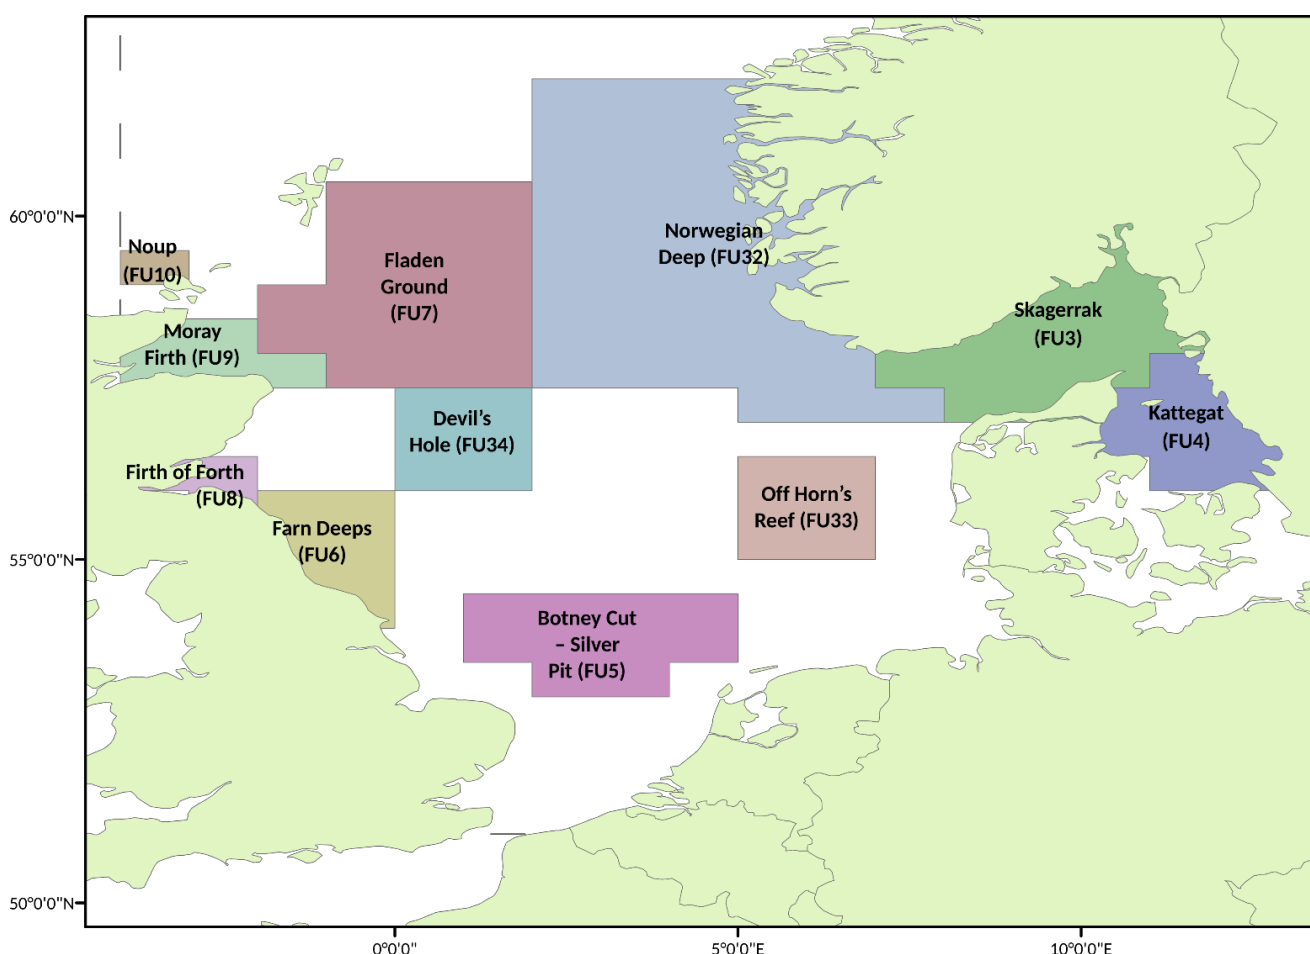 60°0'0"N
55°0'0"N
50°0'0"N
0°0'0"
5°0'0"E
10°0'0"E
Noup
(FU10)
Moray
Firth (FU9)
Fladen
Ground
(FU7)
Norwegian
Deep (FU32)
Skagerrak
(FU3)
Kattegat
(FU4)
Devil’s
Hole (FU34)
Firth of Forth
(FU8)
Farn Deeps
(FU6)
Off Horn’s
Reef (FU33)
Botney Cut
– Silver
Pit (FU5)